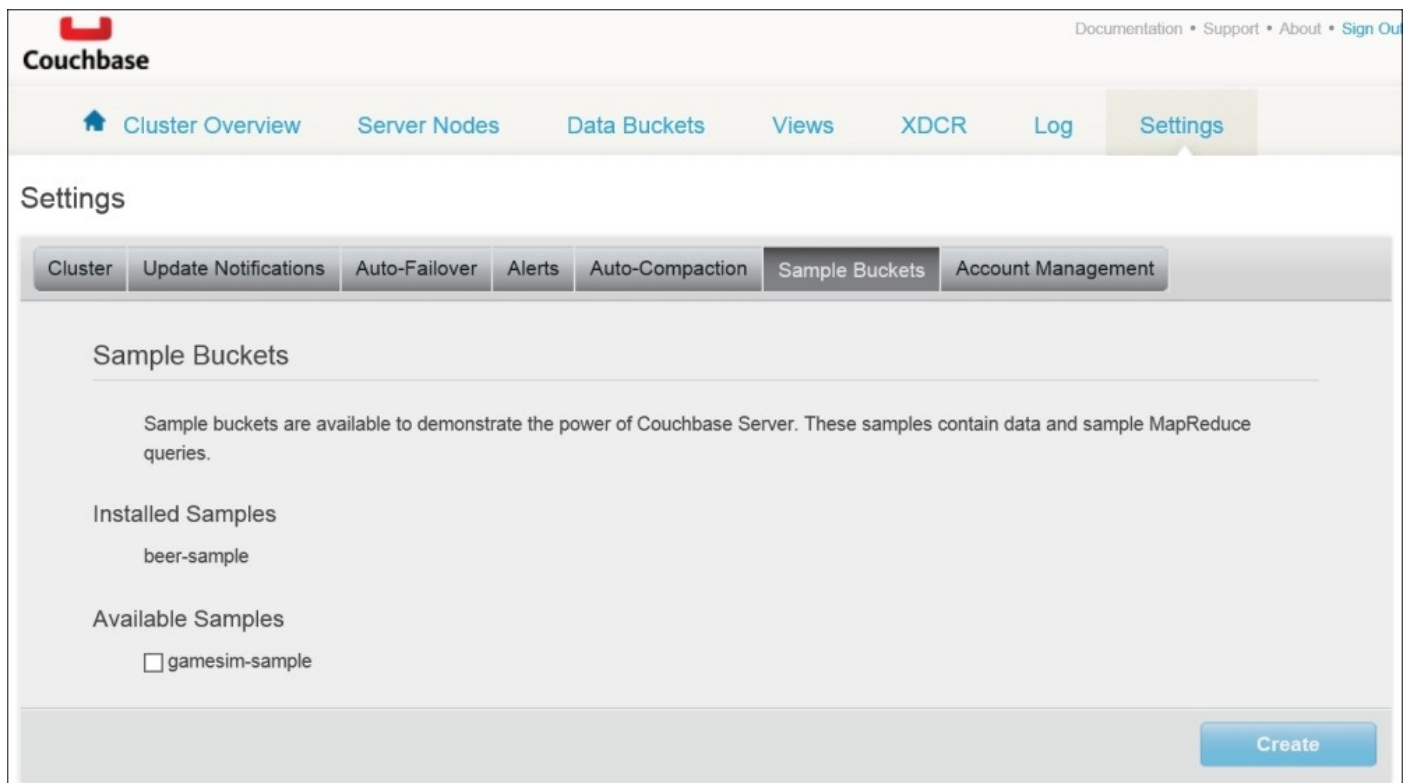 Couchbase
Documentation • Support • About • Sign Out
Cluster Overview Server Nodes Data Buckets Views XDCR Log Settings
Settings
Cluster Update Notifications Auto-Failover Alerts Auto-Compaction Sample Buckets Account Management
Sample Buckets
Sample buckets are available to demonstrate the power of Couchbase Server. These samples contain data and sample MapReduce
queries.
Installed Samples
beer-sample
Available Samples
gamesim-sample
Create